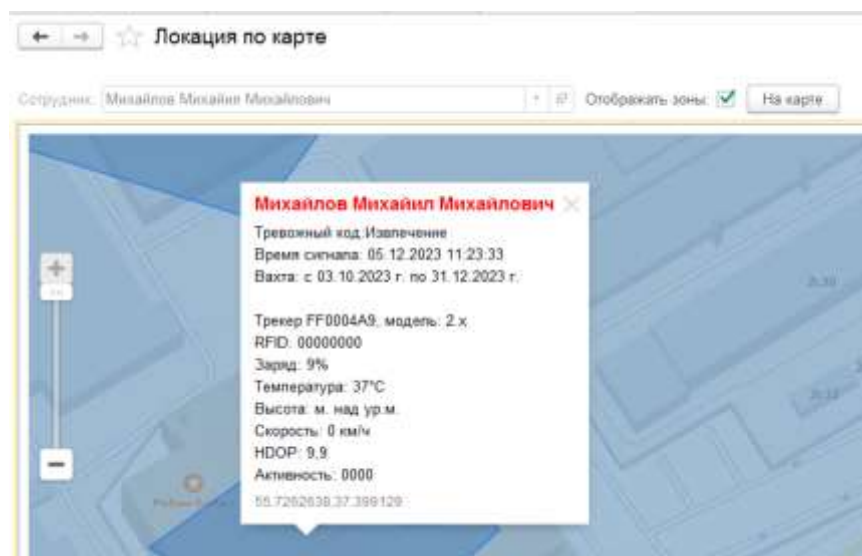 Локация по карте
Сотрудник: Михайлов Михаил Михайлович Отображать зоны: На карте
Михайлов Михаил Михайлович
Тревожный код Извлечение
Время сигнала: 05.12.2023 11:23:33
Вахта: с 03.10.2023 г. по 31.12.2023 г.
Трекер FF0004A9, модель: 2.x
RFID: 00000000
Заряд: 9%
Температура: 37°C
Высота: м. над ур.м.
Скорость: 0 км/ч
HDOP: 9.9
Активность: 0000
55.7262638,37.399129